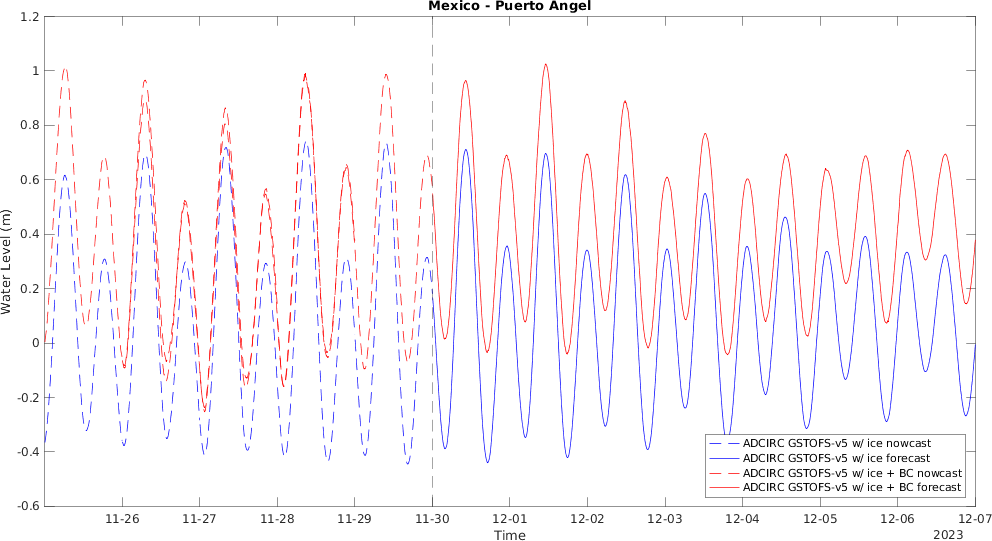 Mexico - Puerto Angel
1.2
1
0.8
0.6
0.4
0.2
0
-0.2
-0.4
-0.6
Water Level (m)
ADCIRC GSTOFS-v5 w/ ice nowcast
ADCIRC GSTOFS-v5 w/ ice forecast
ADCIRC GSTOFS-v5 w/ ice + BC nowcast
ADCIRC GSTOFS-v5 w/ ice + BC forecast
11-26 11-27 11-28 11-29 11-30 12-01 12-02 12-03 12-04 12-05 12-06 12-07
Time
2023